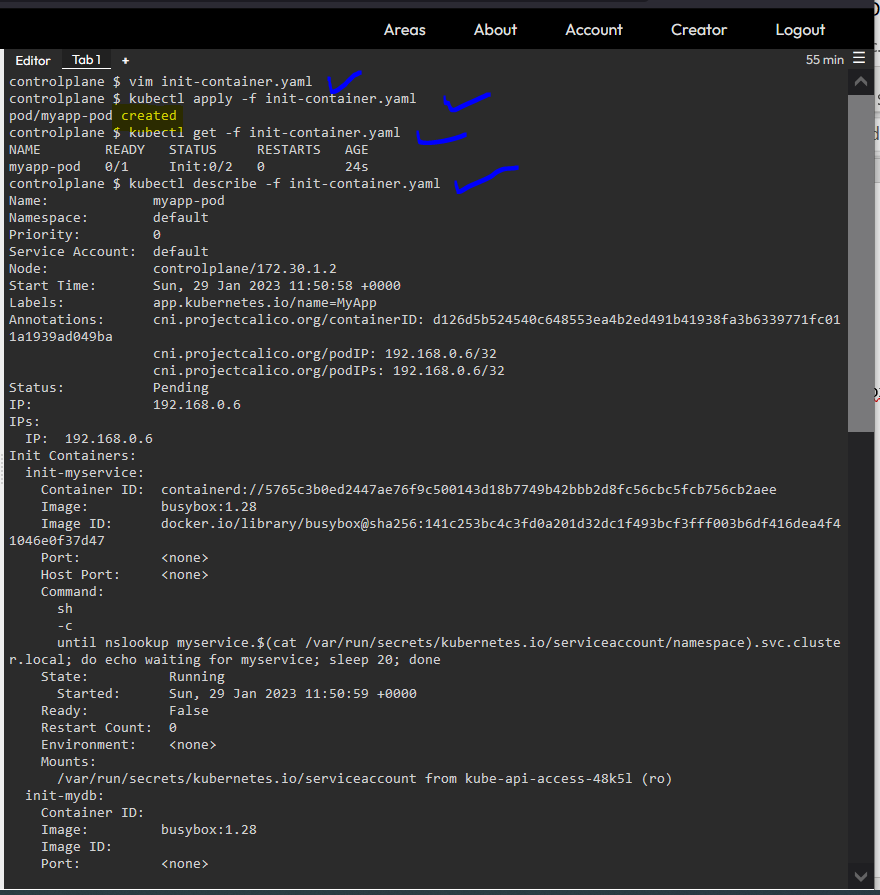 Areas About Account Creator Logout
Editor Tab 1 + 55 min
controlplane $ vim init-container.yaml
controlplane $ kubectl apply -f init-container.yaml
pod/myapp-pod created
controlplane $ kubectl get -f init-container.yaml
NAME READY STATUS RESTARTS AGE
myapp-pod 0/1 Init:0/2 0 24s
controlplane $ kubectl describe -f init-container.yaml
Name: myapp-pod
Namespace: default
Priority: 0
Service Account: default
Node: controlplane/172.30.1.2
Start Time: Sun, 29 Jan 2023 11:50:58 +0000
Labels: app.kubernetes.io/name=MyApp
Annotations: cni.projectcalico.org/containerID: d126d5b524540c648553ea4b2ed491b41938fa3b6339771fc01
1a1939ad049ba
cni.projectcalico.org/podIP: 192.168.0.6/32
cni.projectcalico.org/podIPs: 192.168.0.6/32
Status: Pending
IP: 192.168.0.6
IPs:
IP: 192.168.0.6
Init Containers:
init-myservice:
Container ID: containerd://5765c3b0ed2447ae76f9c500143d18b7749b42bbb2d8fc56cbc5fcb756cb2aee
Image: busybox:1.28
Image ID: docker.io/library/busybox@sha256:141c253bc4c3fd0a201d32dc1f493bcf3fff003b6df416dea4f4
1046e0f37d47
Port: <none>
Host Port: <none>
Command:
sh
-c
until nslookup myservice.$(cat /var/run/secrets/kubernetes.io/serviceaccount/namespace).svc.cluste
r.local; do echo waiting for myservice; sleep 20; done
State: Running
Started: Sun, 29 Jan 2023 11:50:59 +0000
Ready: False
Restart Count: 0
Environment: <none>
Mounts:
/var/run/secrets/kubernetes.io/serviceaccount from kube-api-access-48k5l (ro)
init-mydb:
Container ID:
Image: busybox:1.28
Image ID:
Port: <none>